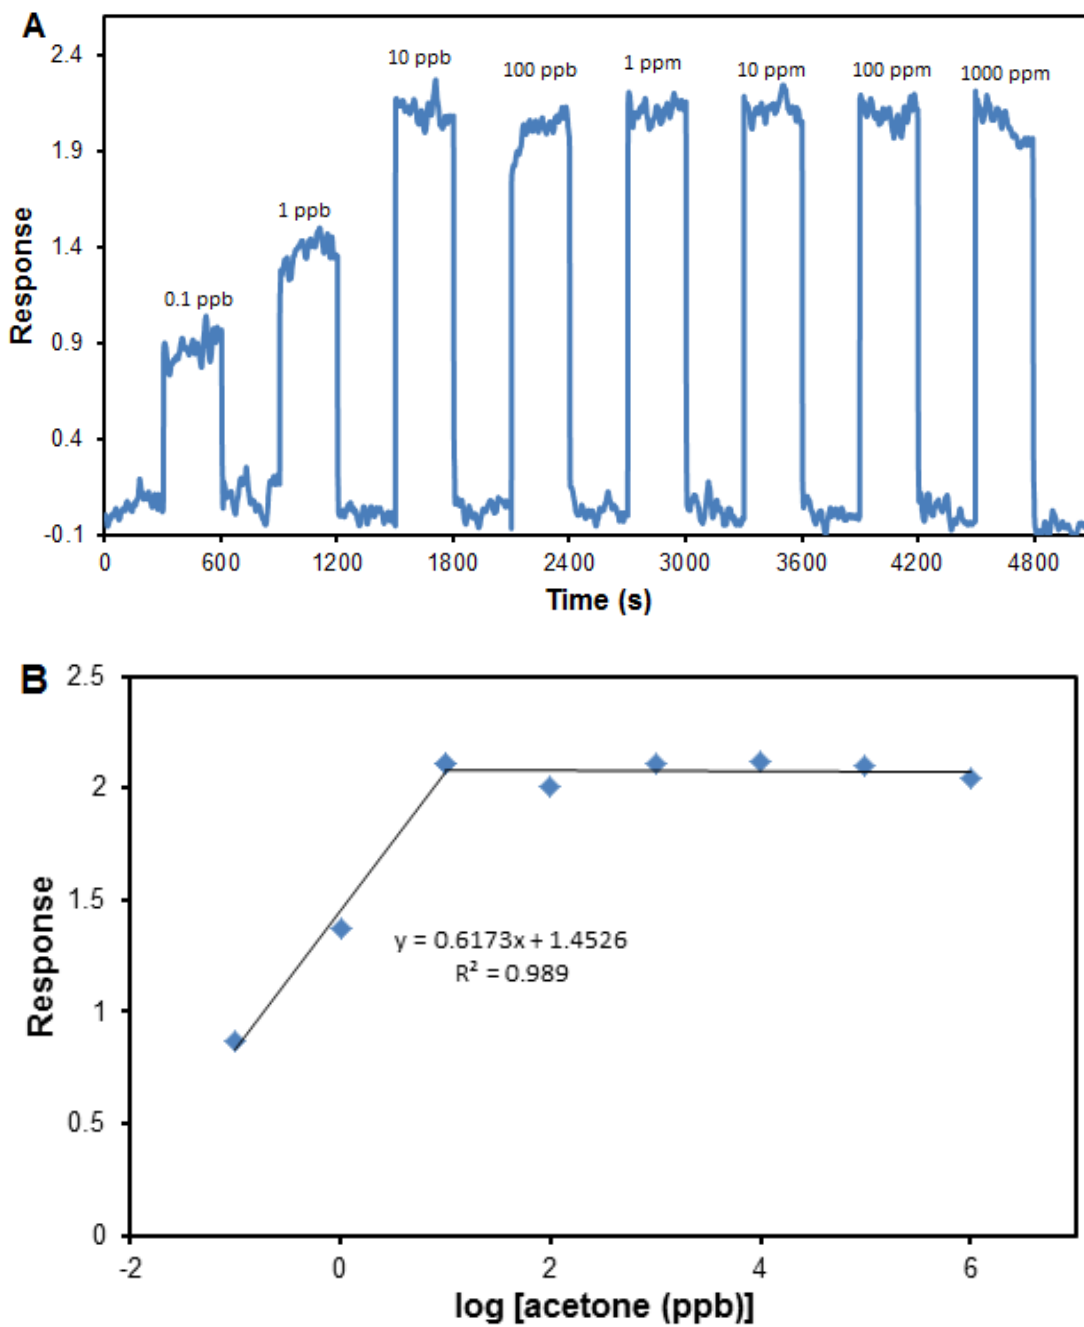 A
2.4
1.9
1.4
0.9
0.4
-0.1
Response
0.1 ppb
1 ppb
10 ppb
100 ppb
1 ppm
10 ppm
100 ppm
1000 ppm
0 600 1200 1800 2400 3000 3600 4200 4800
Time (s)
B
2.5
2
1.5
1
0.5
0
Response
y = 0.6173x + 1.4526
R² = 0.989
-2 0 2 4 6
log [acetone (ppb)]